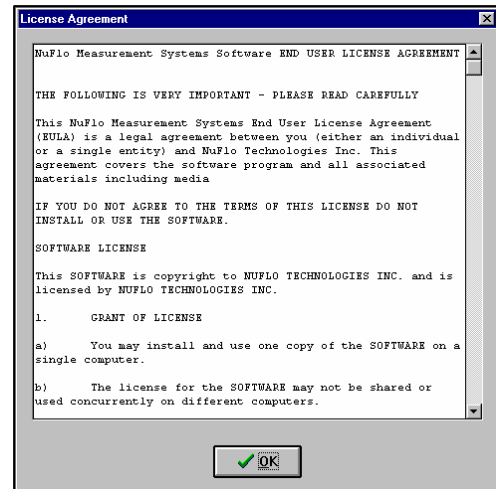 License Agreement
NuFlo Measurement Systems Software END USER LICENSE AGREEMENT
THE FOLLOWING IS VERY IMPORTANT - PLEASE READ CAREFULLY
This NuFlo Measurement Systems End User License Agreement
(EULA) is a legal agreement between you (either an individual
or a single entity) and NuFlo Technologies Inc. This
agreement covers the software program and all associated
materials including media
IF YOU DO NOT AGREE TO THE TERMS OF THIS LICENSE DO NOT
INSTALL OR USE THE SOFTWARE.
SOFTWARE LICENSE
This SOFTWARE is copyright to NUFLO TECHNOLOGIES INC. and is
licensed by NUFLO TECHNOLOGIES INC.
1. GRANT OF LICENSE
a) You may install and use one copy of the SOFTWARE on a
single computer.
b) The license for the SOFTWARE may not be shared or
used concurrently on different computers.
OK